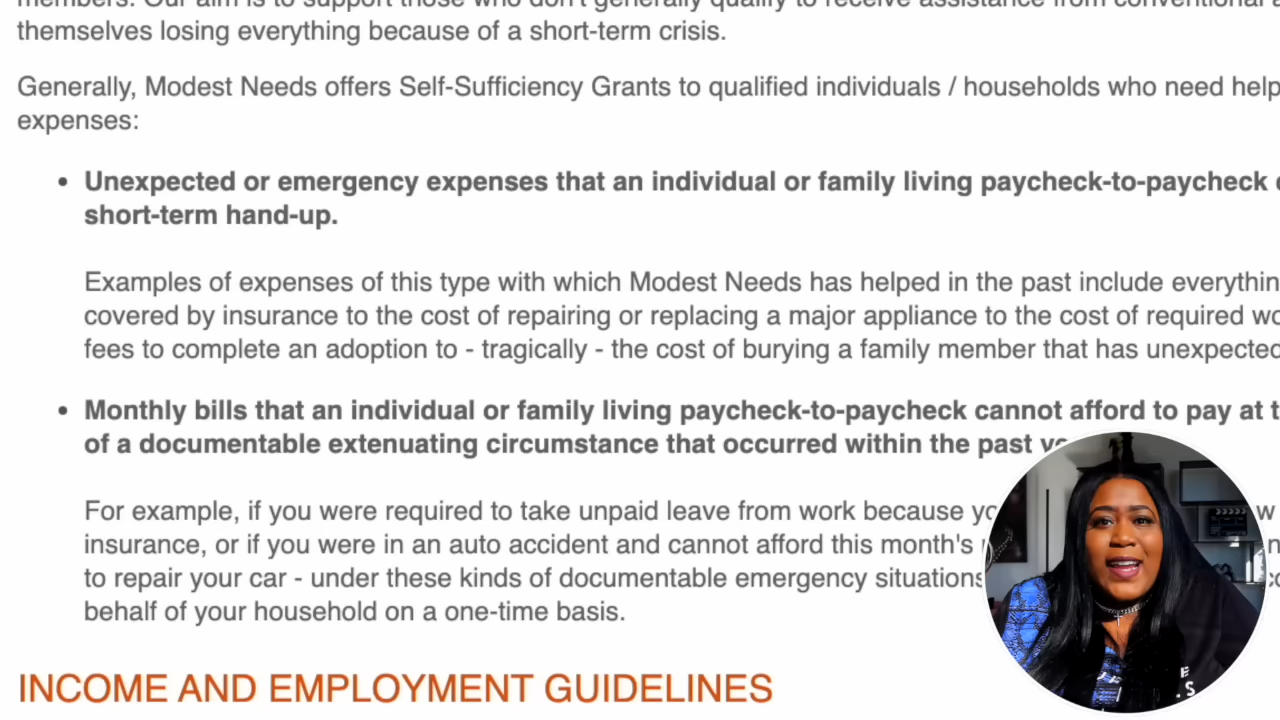 members. Our aim is to support those who don't generally qualify to receive assistance from conventional
themselves losing everything because of a short-term crisis.
Generally, Modest Needs offers Self-Sufficiency Grants to qualified individuals / households who need help
expenses:
• Unexpected or emergency expenses that an individual or family living paycheck-to-paycheck
short-term hand-up.
Examples of expenses of this type with which Modest Needs has helped in the past include everythin
covered by insurance to the cost of repairing or replacing a major appliance to the cost of required wo
fees to complete an adoption to - tragically - the cost of burying a family member that has unexpected
• Monthly bills that an individual or family living paycheck-to-paycheck cannot afford to pay at t
of a documentable extenuating circumstance that occurred within the past
For example, if you were required to take unpaid leave from work because yo
insurance, or if you were in an auto accident and cannot afford this month's
to repair your car - under these kinds of documentable emergency situations
behalf of your household on a one-time basis.
INCOME AND EMPLOYMENT GUIDELINES